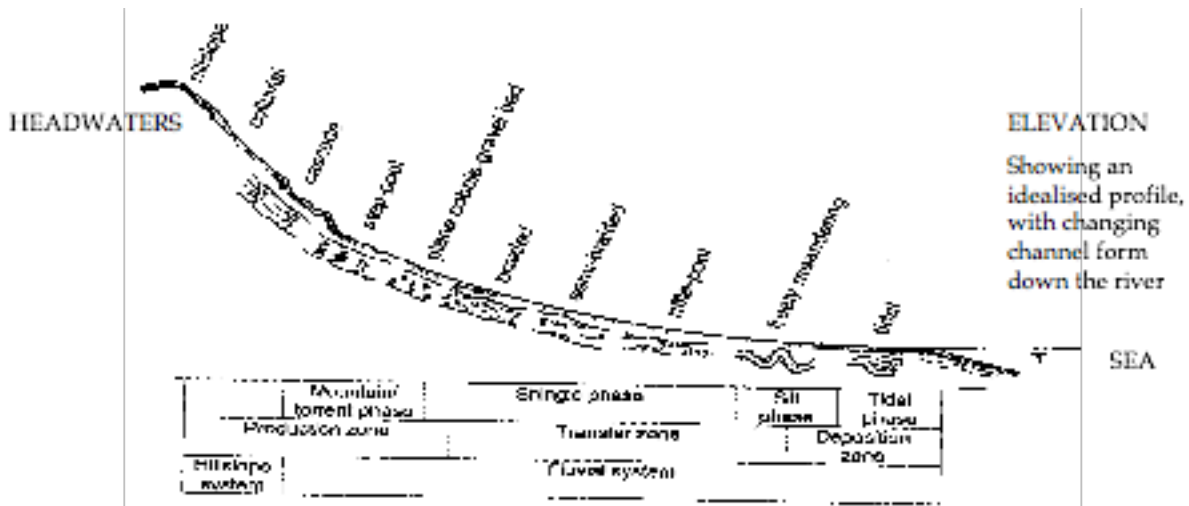 hillslope
colluvial
cascade
step-pool
plane cobble-gravel bed
braided
semi-braided
riffle-pool
meandering
tidal
HEADWATERS
ELEVATION
Showing an
idealised profile,
with changing
channel form
down the river
SEA
Mountain/
torrent phase
Shingle phase
Silt
phase
Tidal
phase
Production zone
Transfer zone
Deposition
zone
Hillslope
system
Fluvial system